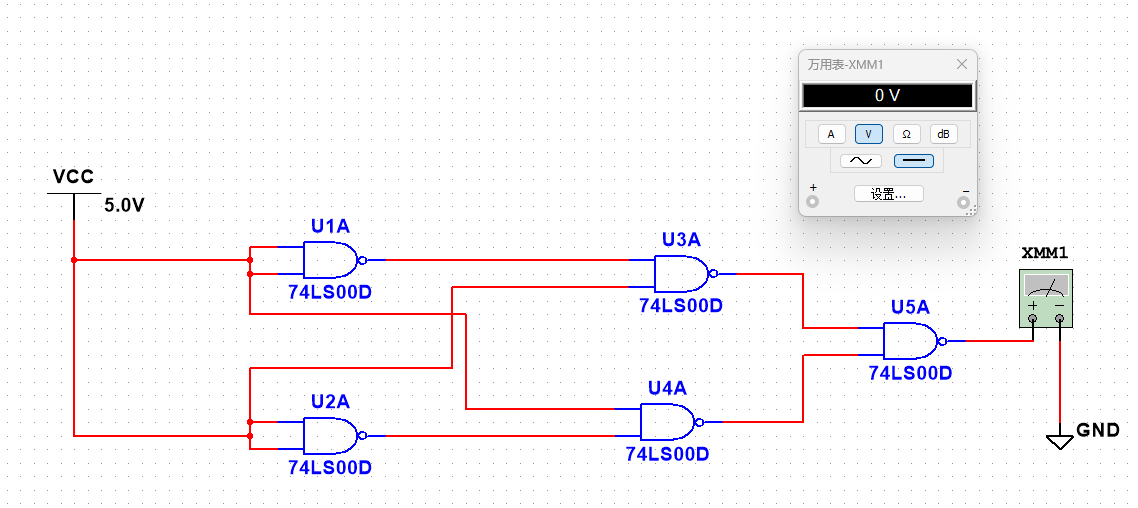 万用表-XMM1
0 V
A
V
Ω
dB
+
设置...
−
VCC
5.0V
U1A
74LS00D
U3A
74LS00D
XMM1
+ −
U5A
74LS00D
U2A
74LS00D
U4A
74LS00D
GND